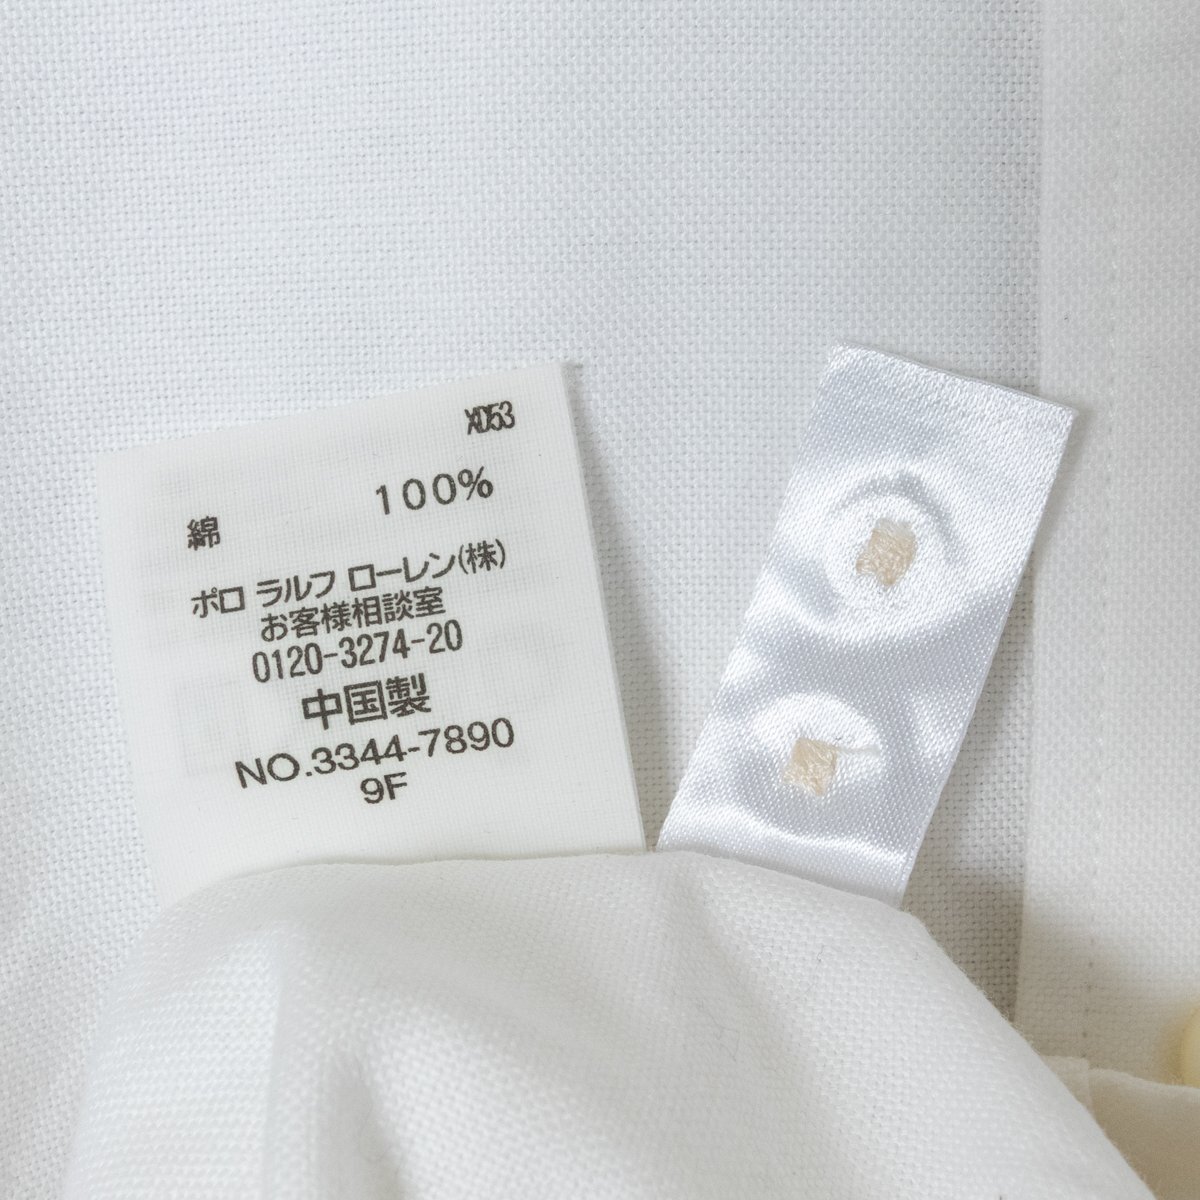 XD53
綿 100%
ポロ ラルフ ローレン(株)
お客様相談室
0120-3274-20
中国製
NO.3344-7890
9F